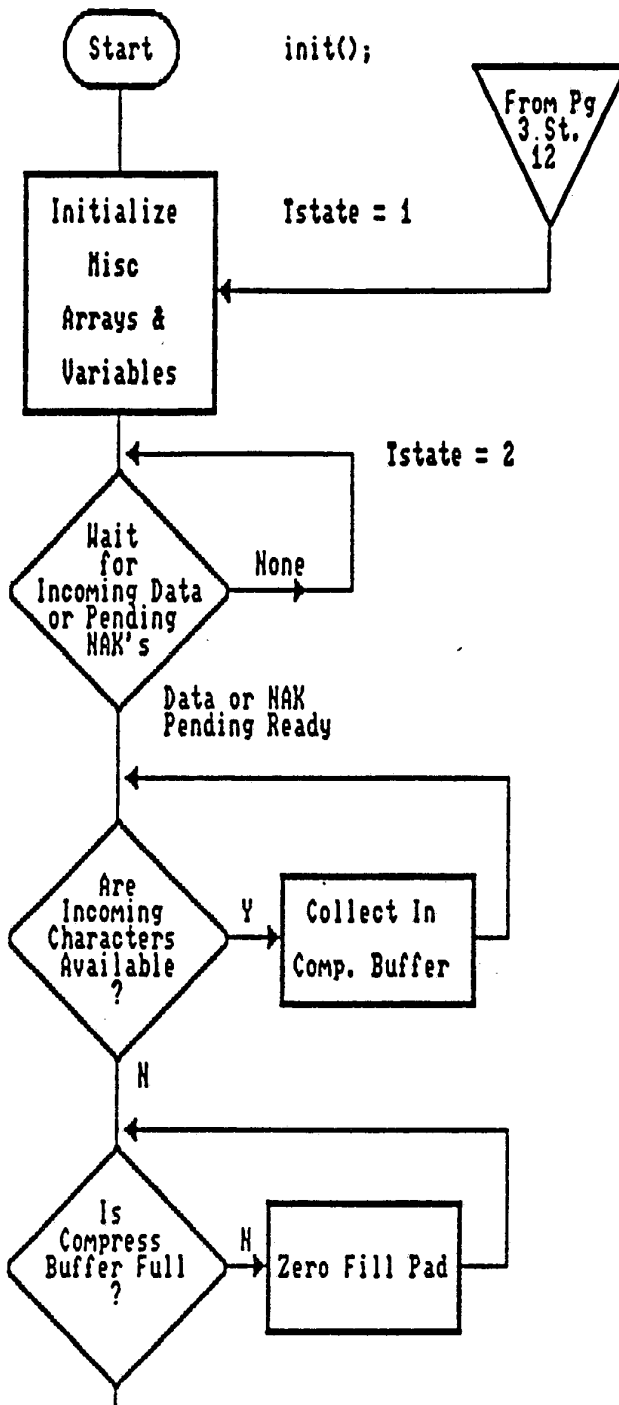 Start
init();
From Pg
3 St.
12
Initialize
Misc
Arrays &
Variables
Tstate = 1
Tstate = 2
Wait
for
Incoming Data
or Pending
NAK's
None
Data or NAK
Pending Ready
Are
Incoming
Characters
Available
?
Y
Collect In
Comp. Buffer
N
Is
Compress
Buffer Full
?
N
Zero Fill Pad